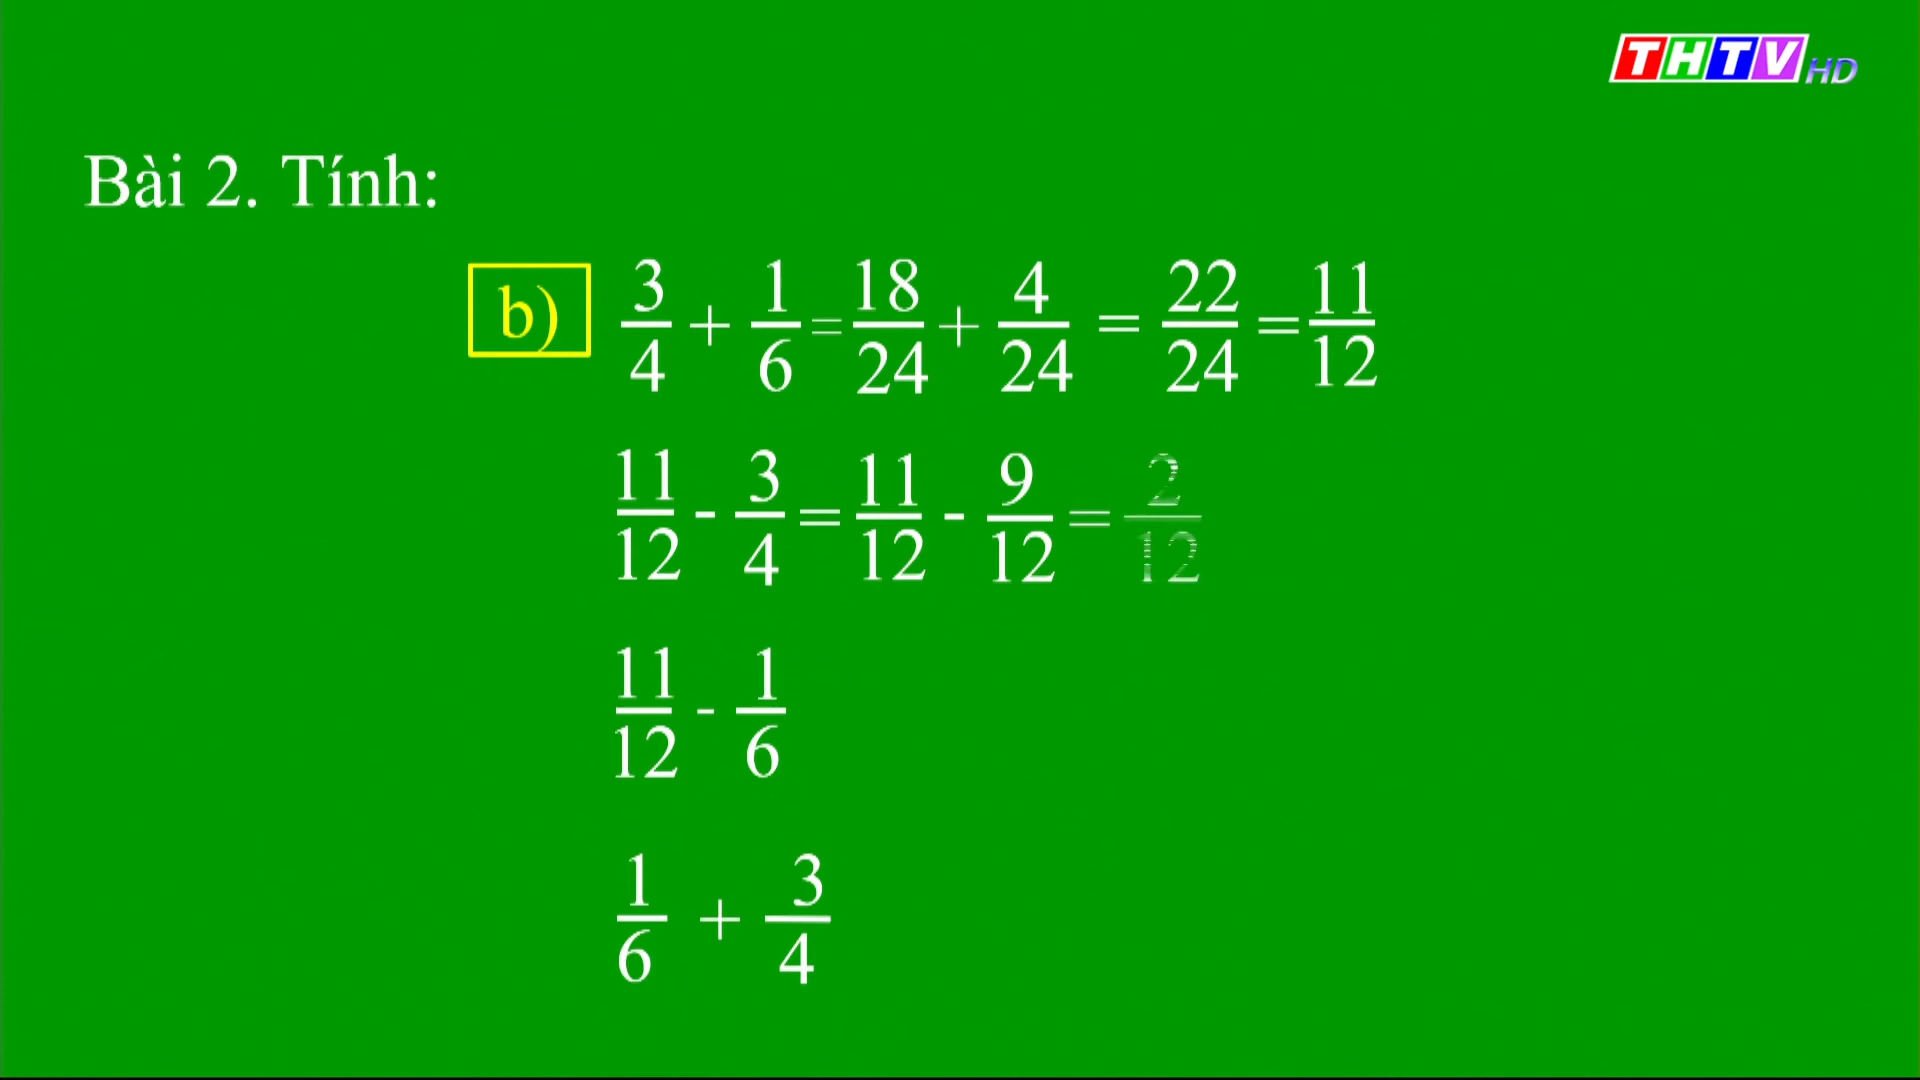 THTV HD
Bài 2. Tính:
b) 3/4 + 1/6 = 18/24 + 4/24 = 22/24 = 11/12
11/12 - 3/4 = 11/12 - 9/12 = 2/12
11/12 - 1/6
1/6 + 3/4